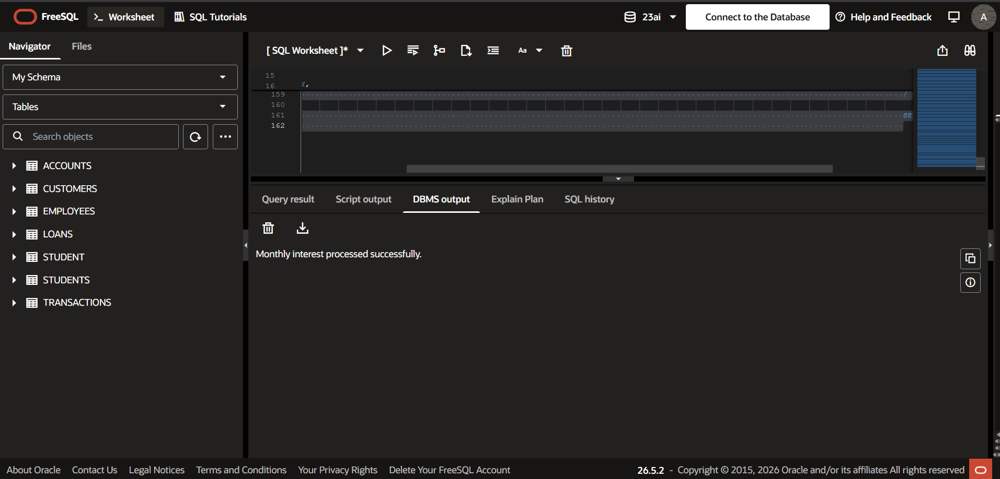 FreeSQL
Worksheet
SQL Tutorials
23ai
Connect to the Database
Help and Feedback
A
Navigator
Files
My Schema
Tables
Search objects
ACCOUNTS
CUSTOMERS
EMPLOYEES
LOANS
STUDENT
STUDENTS
TRANSACTIONS
[ SQL Worksheet ]*
Aa
15
16 Y,
159 /
160
161 SE
162
Query result
Script output
DBMS output
Explain Plan
SQL history
Monthly interest processed successfully.
About Oracle
Contact Us
Legal Notices
Terms and Conditions
Your Privacy Rights
Delete Your FreeSQL Account
26.5.2 - Copyright © 2015, 2026 Oracle and/or its affiliates All rights reserved